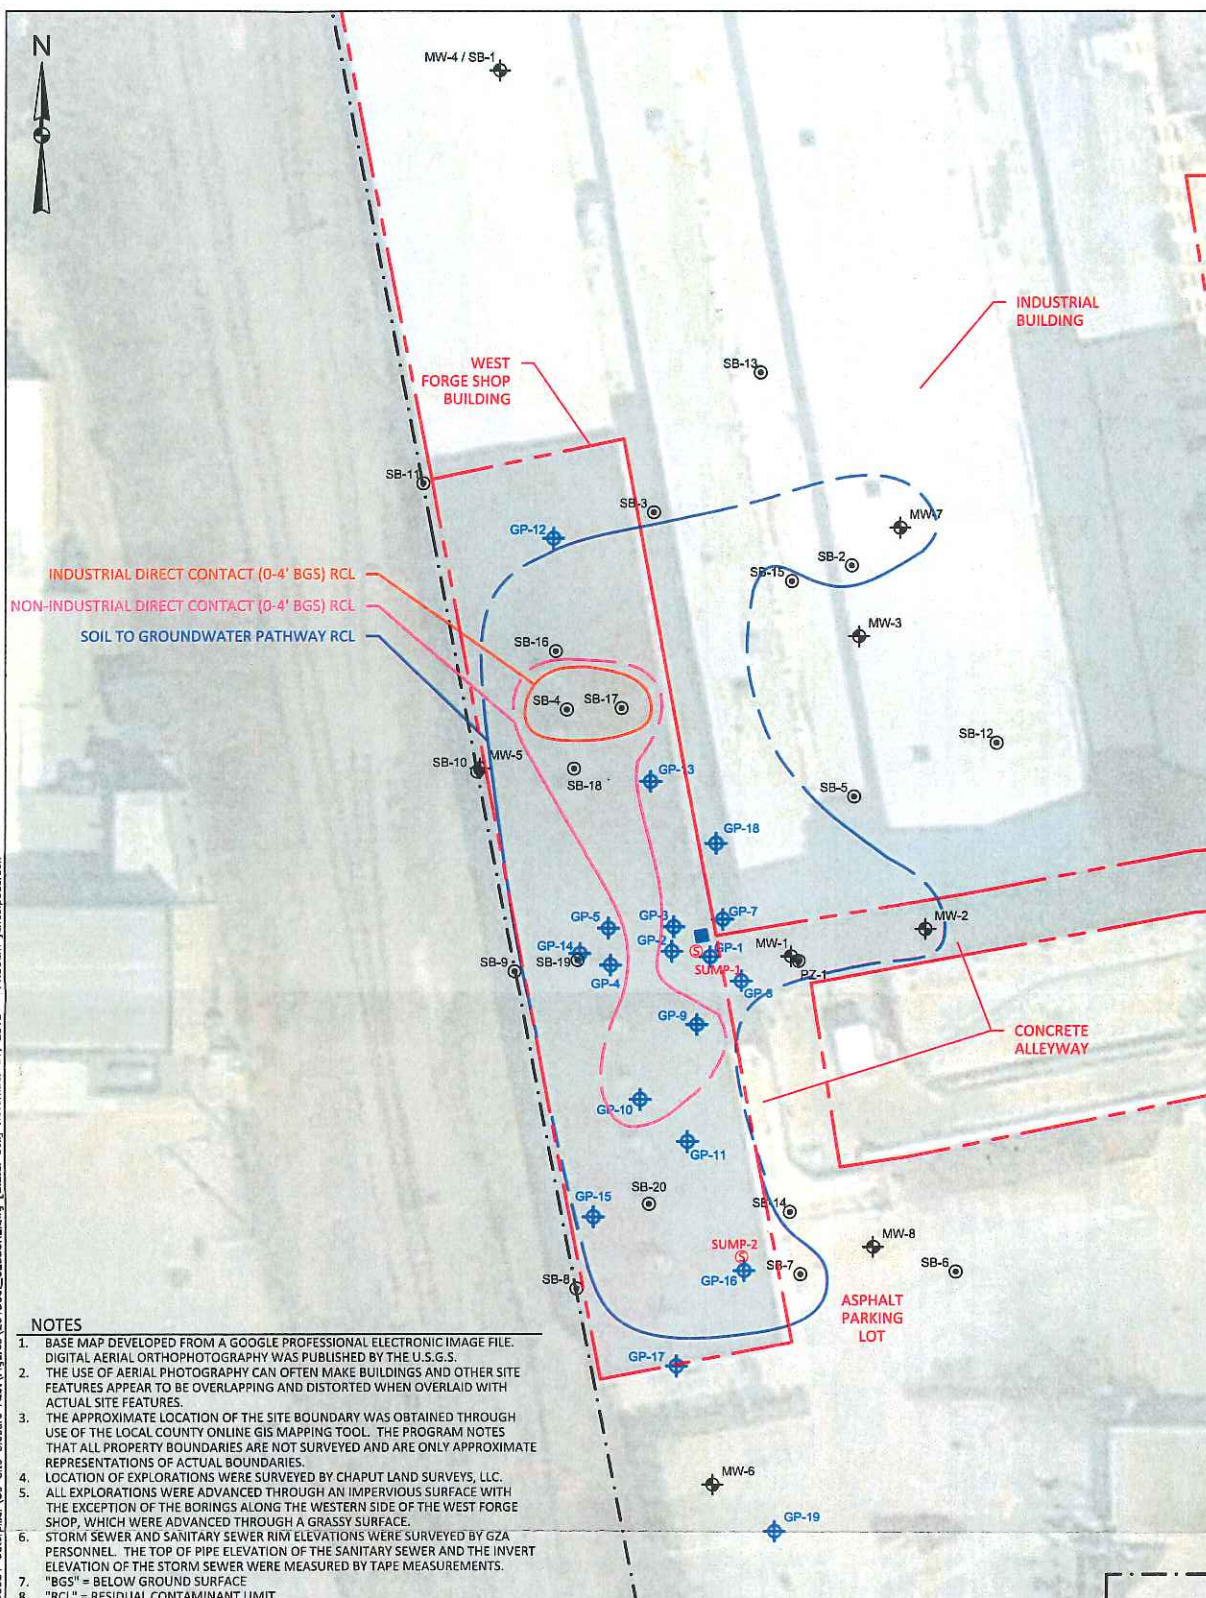 N
MW-4 / SB-1
INDUSTRIAL
BUILDING
SB-13
WEST
FORGE SHOP
BUILDING
SB-11
SB-3
GP-12
MW-7
SB-2
SB-15
INDUSTRIAL DIRECT CONTACT (0-4' BGS) RCL
NON-INDUSTRIAL DIRECT CONTACT (0-4' BGS) RCL
SOIL TO GROUNDWATER PATHWAY RCL
MW-3
SB-16
SB-4
SB-17
SB-12
SB-10
MW-5
SB-18
GP-13
SB-5
GP-18
GP-5
GP-3
GP-7
MW-2
GP-14
GP-2
GP-1
MW-1
SB-9
SB-19
GP-4
S
SUMP-1
PZ-1
GP-8
GP-9
CONCRETE
ALLEYWAY
GP-10
GP-11
SB-20
GP-15
SB-14
SUMP-2
S
MW-8
SB-8
GP-16
SB-7
SB-6
ASPHALT
PARKING
LOT
GP-17
MW-6
GP-19
NOTES
1. BASE MAP DEVELOPED FROM A GOOGLE PROFESSIONAL ELECTRONIC IMAGE FILE.
DIGITAL AERIAL ORTHOPHOTOGRAPHY WAS PUBLISHED BY THE U.S.G.S.
2. THE USE OF AERIAL PHOTOGRAPHY CAN OFTEN MAKE BUILDINGS AND OTHER SITE
FEATURES APPEAR TO BE OVERLAPPING AND DISTORTED WHEN OVERLAID WITH
ACTUAL SITE FEATURES.
3. THE APPROXIMATE LOCATION OF THE SITE BOUNDARY WAS OBTAINED THROUGH
USE OF THE LOCAL COUNTY ONLINE GIS MAPPING TOOL. THE PROGRAM NOTES
THAT ALL PROPERTY BOUNDARIES ARE NOT SURVEYED AND ARE ONLY APPROXIMATE
REPRESENTATIONS OF ACTUAL BOUNDARIES.
4. LOCATION OF EXPLORATIONS WERE SURVEYED BY CHAPUT LAND SURVEYS, LLC.
5. ALL EXPLORATIONS WERE ADVANCED THROUGH AN IMPERVIOUS SURFACE WITH
THE EXCEPTION OF THE BORINGS ALONG THE WESTERN SIDE OF THE WEST FORGE
SHOP, WHICH WERE ADVANCED THROUGH A GRASSY SURFACE.
6. STORM SEWER AND SANITARY SEWER RIM ELEVATIONS WERE SURVEYED BY GZA
PERSONNEL. THE TOP OF PIPE ELEVATION OF THE SANITARY SEWER AND THE INVERT
ELEVATION OF THE STORM SEWER WERE MEASURED BY TAPE MEASUREMENTS.
7. "BGS" = BELOW GROUND SURFACE
8. "RCL" = RESIDUAL CONTAMINANT LIMIT